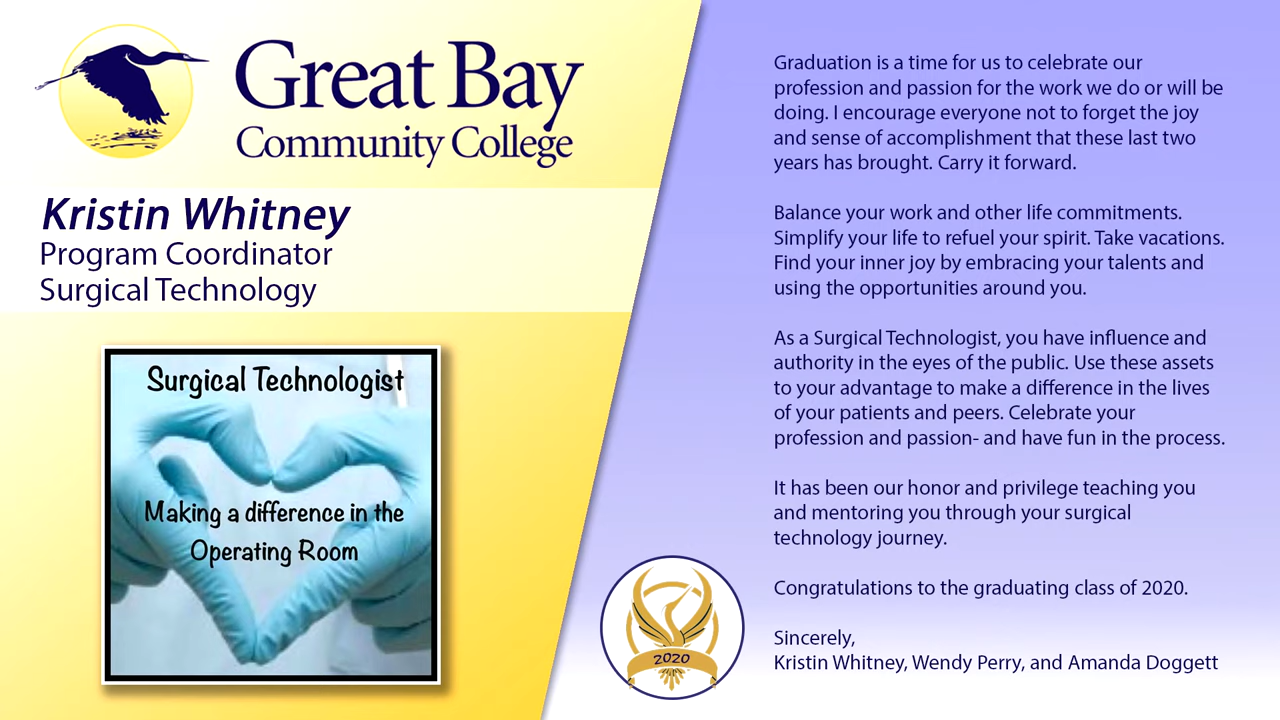 Great Bay
Community College
Kristin Whitney
Program Coordinator
Surgical Technology
Surgical Technologist
Making a difference in the
Operating Room
Graduation is a time for us to celebrate our
profession and passion for the work we do or will be
doing. I encourage everyone not to forget the joy
and sense of accomplishment that these last two
years has brought. Carry it forward.
Balance your work and other life commitments.
Simplify your life to refuel your spirit. Take vacations.
Find your inner joy by embracing your talents and
using the opportunities around you.
As a Surgical Technologist, you have influence and
authority in the eyes of the public. Use these assets
to your advantage to make a difference in the lives
of your patients and peers. Celebrate your
profession and passion- and have fun in the process.
It has been our honor and privilege teaching you
and mentoring you through your surgical
technology journey.
Congratulations to the graduating class of 2020.
Sincerely,
Kristin Whitney, Wendy Perry, and Amanda Doggett
2020